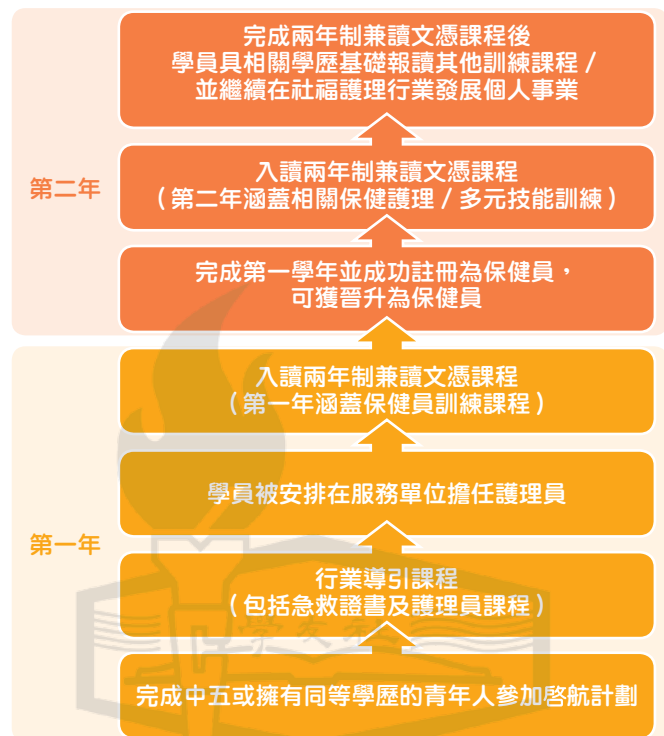 完成兩年制兼讀文憑課程後
學員具相關學歷基礎報讀其他訓練課程 /
並繼續在社福護理行業發展個人事業
第二年
入讀兩年制兼讀文憑課程
（第二年涵蓋相關保健護理 / 多元技能訓練）
完成第一學年並成功註冊為保健員，
可獲晉升為保健員
入讀兩年制兼讀文憑課程
（第一年涵蓋保健員訓練課程）
學員被安排在服務單位擔任護理員
第一年
行業導引課程
（包括急救證書及護理員課程）
學友社
完成中五或擁有同等學歷的青年人參加啓航計劃